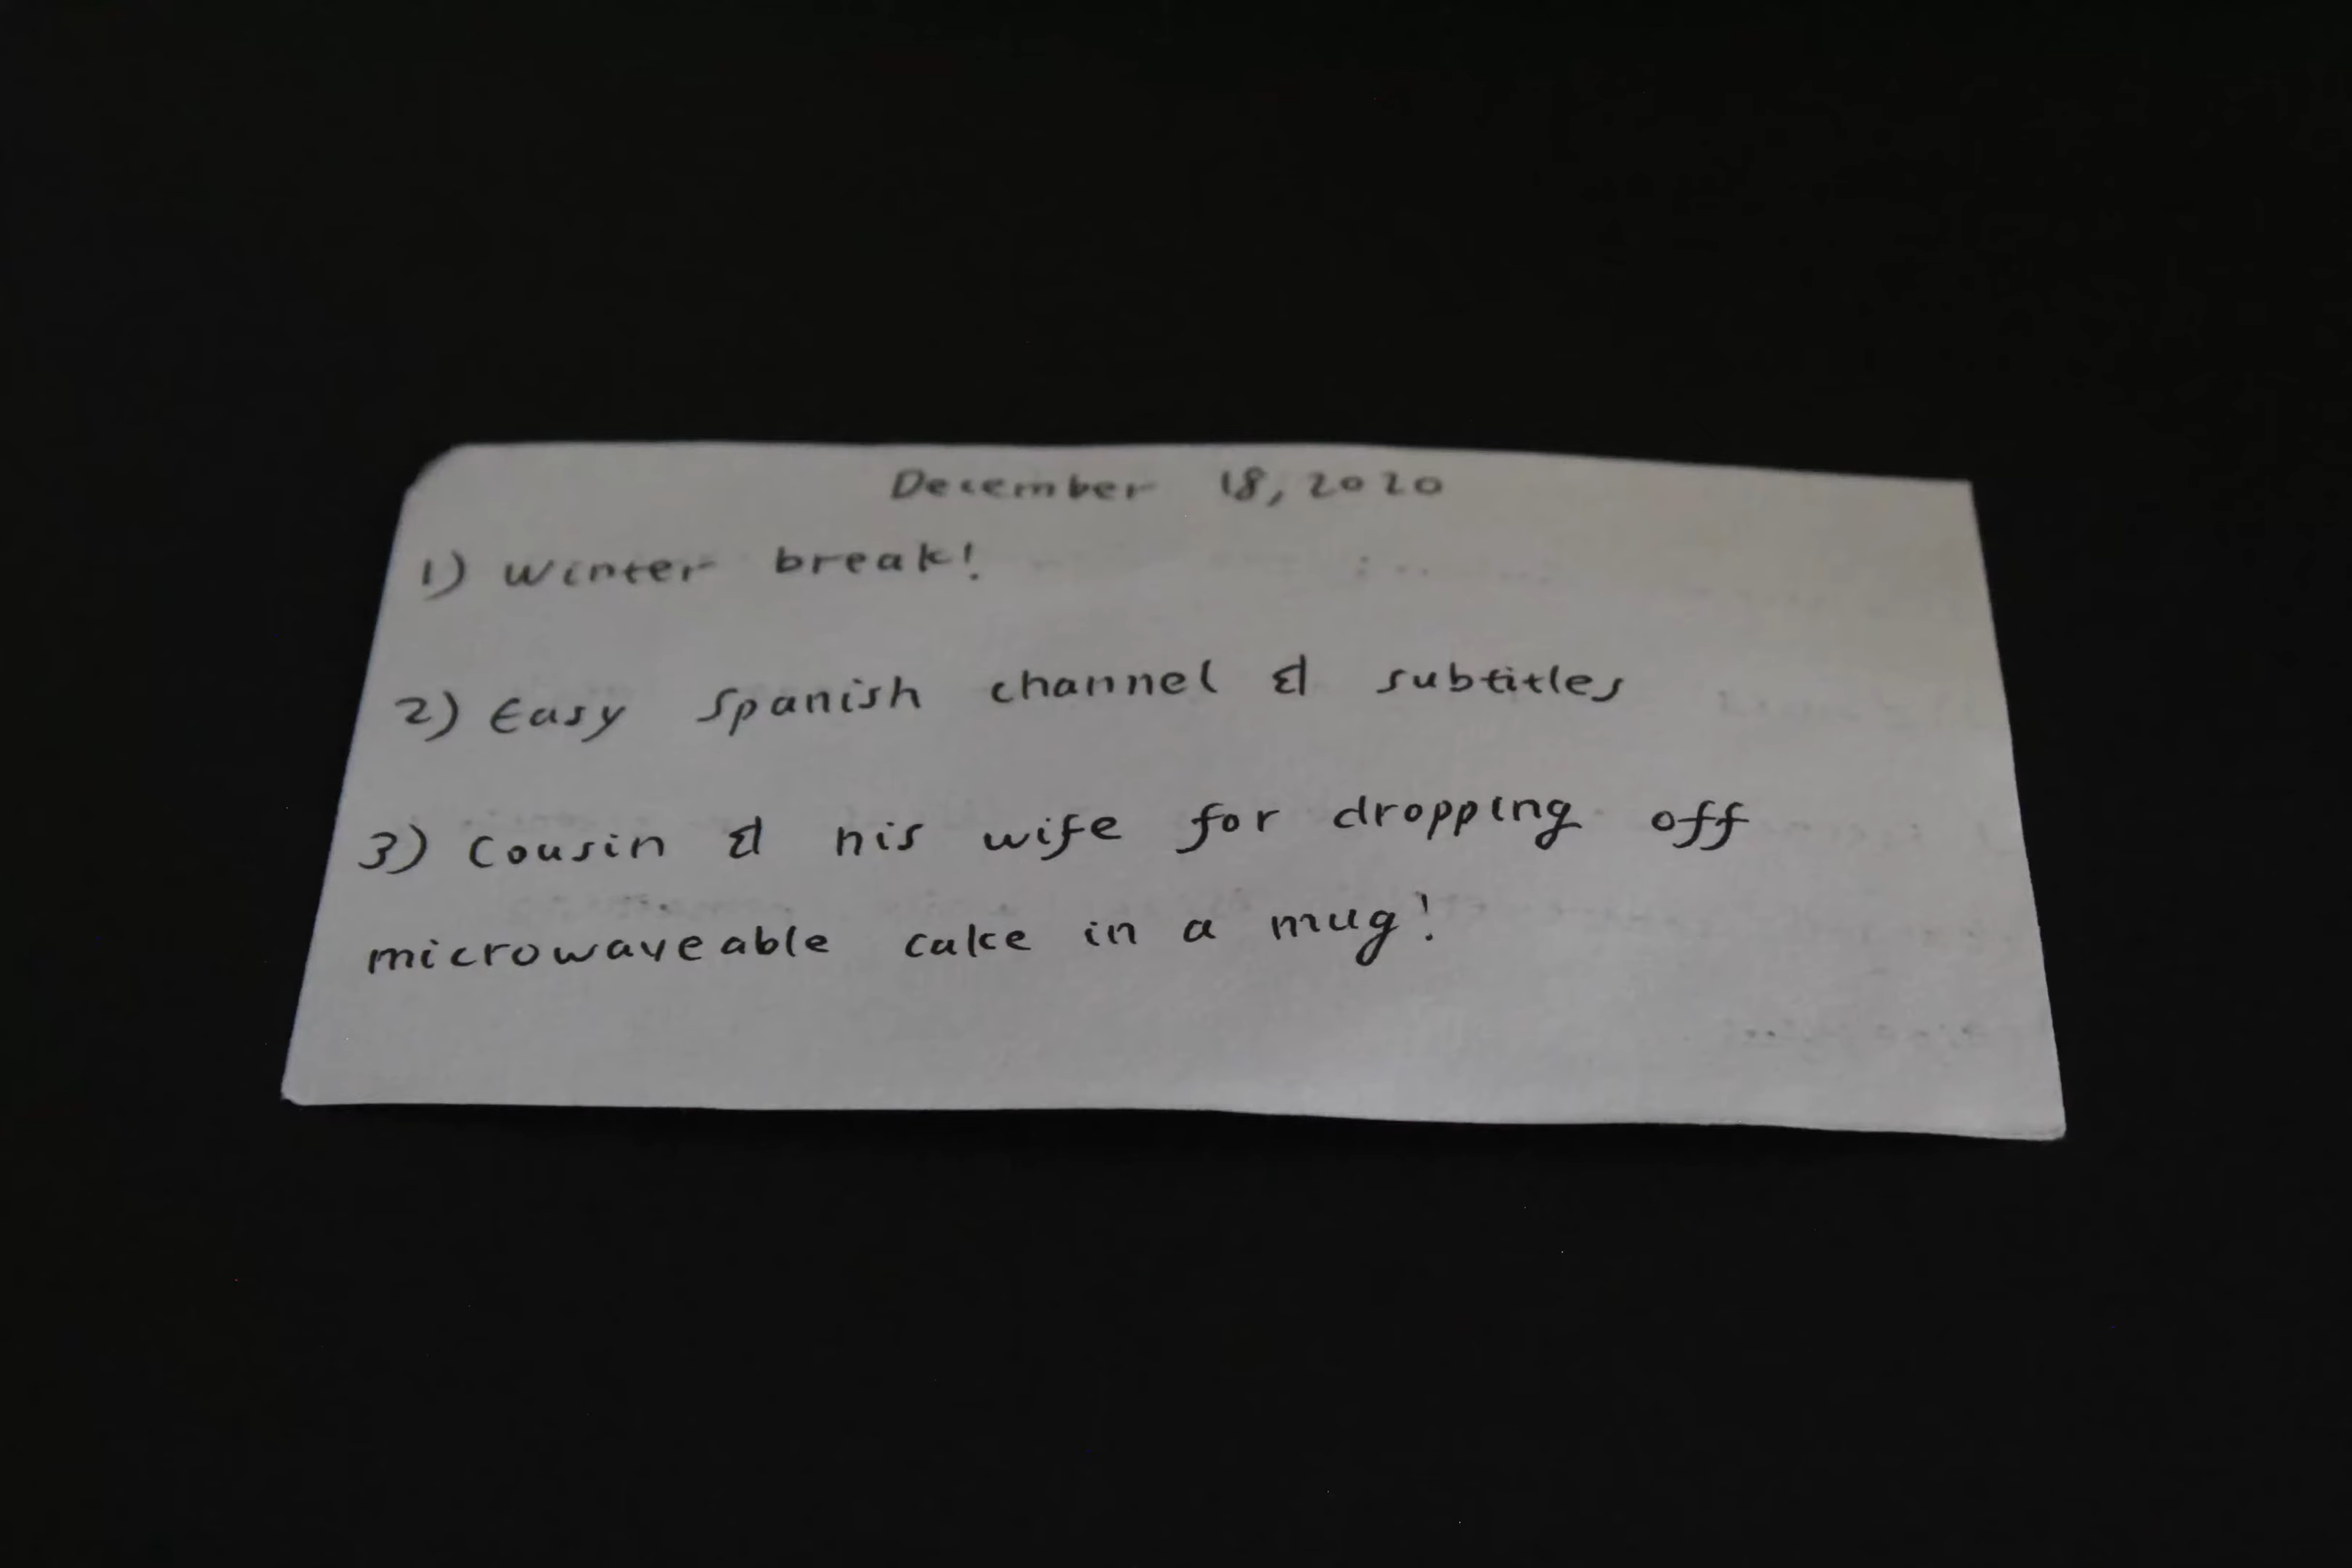 December 18, 2020
1) Winter break!
2) Easy Spanish channel & subtitles
3) Cousin & his wife for dropping off
microwaveable cake in a mug!